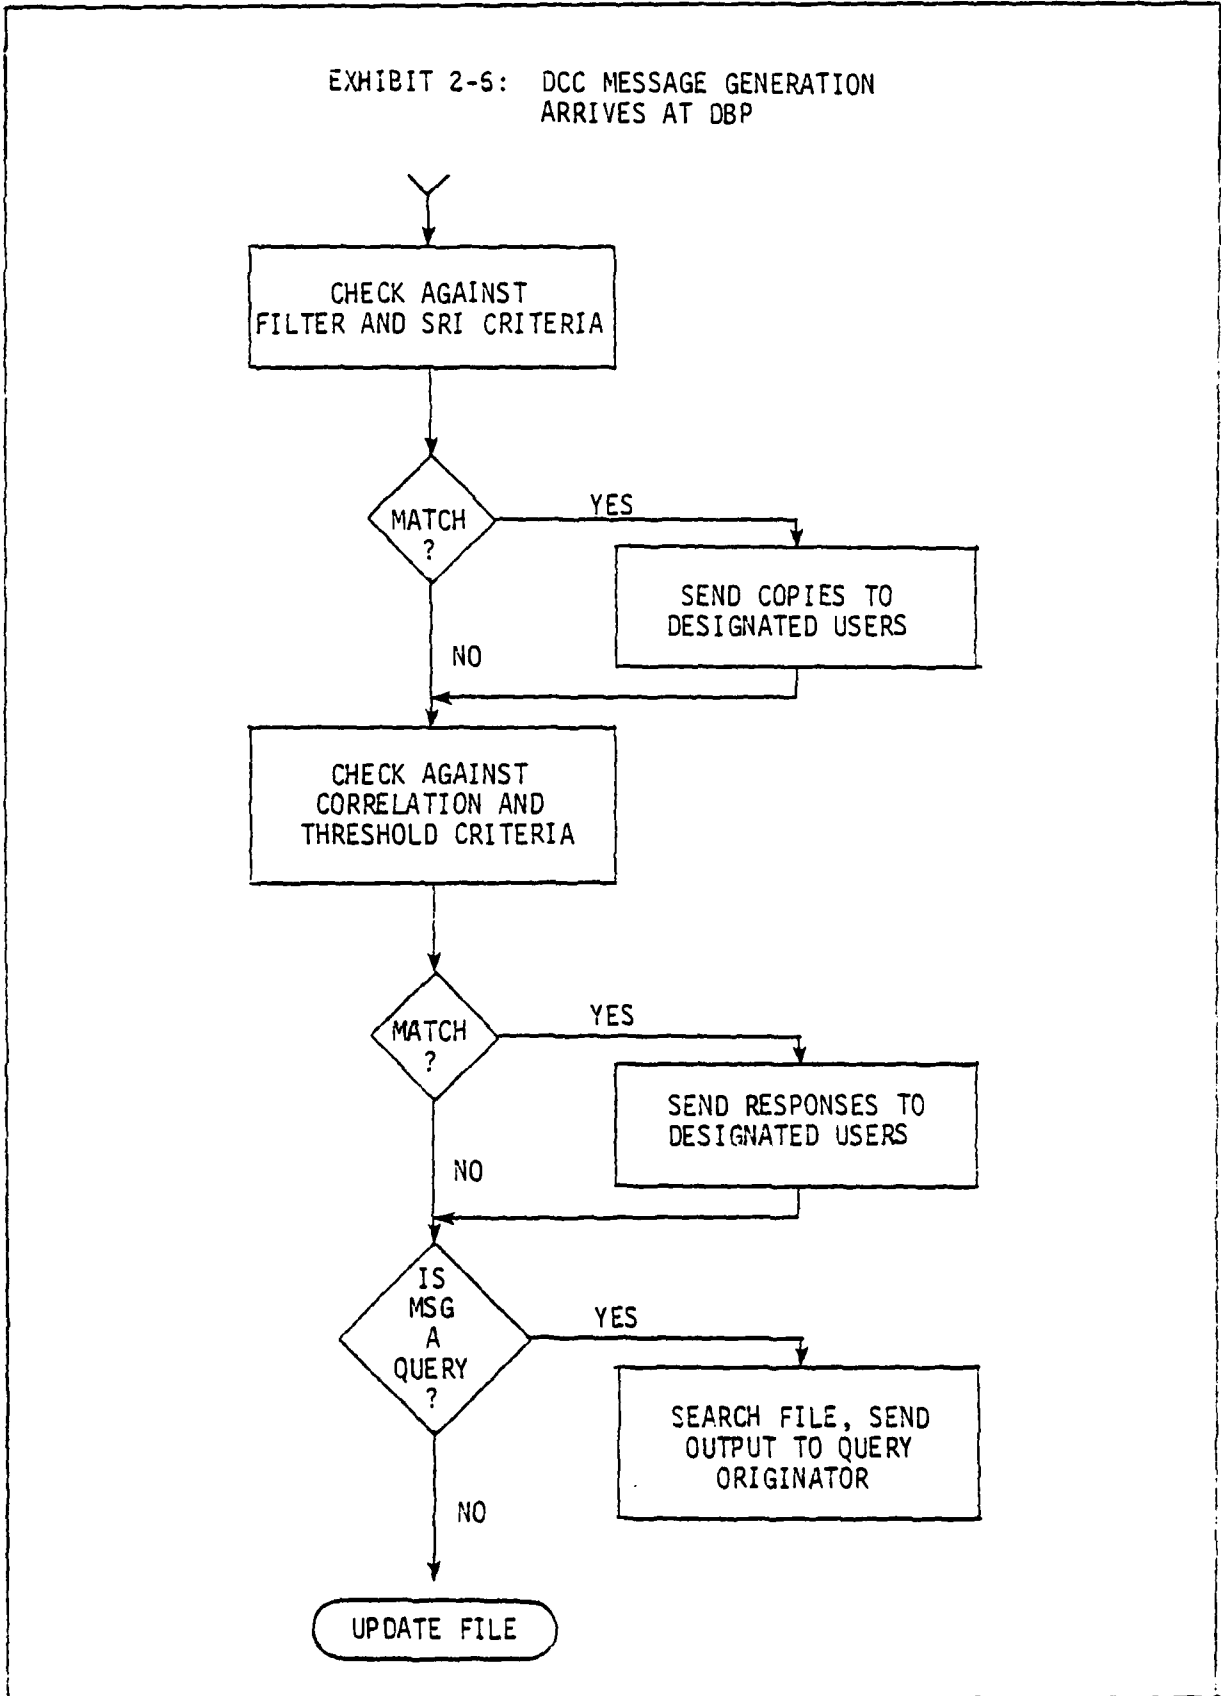 EXHIBIT 2-6: DCC MESSAGE GENERATION
ARRIVES AT DBP
CHECK AGAINST
FILTER AND SRI CRITERIA
MATCH
?
YES
SEND COPIES TO
DESIGNATED USERS
NO
CHECK AGAINST
CORRELATION AND
THRESHOLD CRITERIA
MATCH
?
YES
SEND RESPONSES TO
DESIGNATED USERS
NO
IS
MSG
A
QUERY
?
YES
SEARCH FILE, SEND
OUTPUT TO QUERY
ORIGINATOR
NO
UPDATE FILE